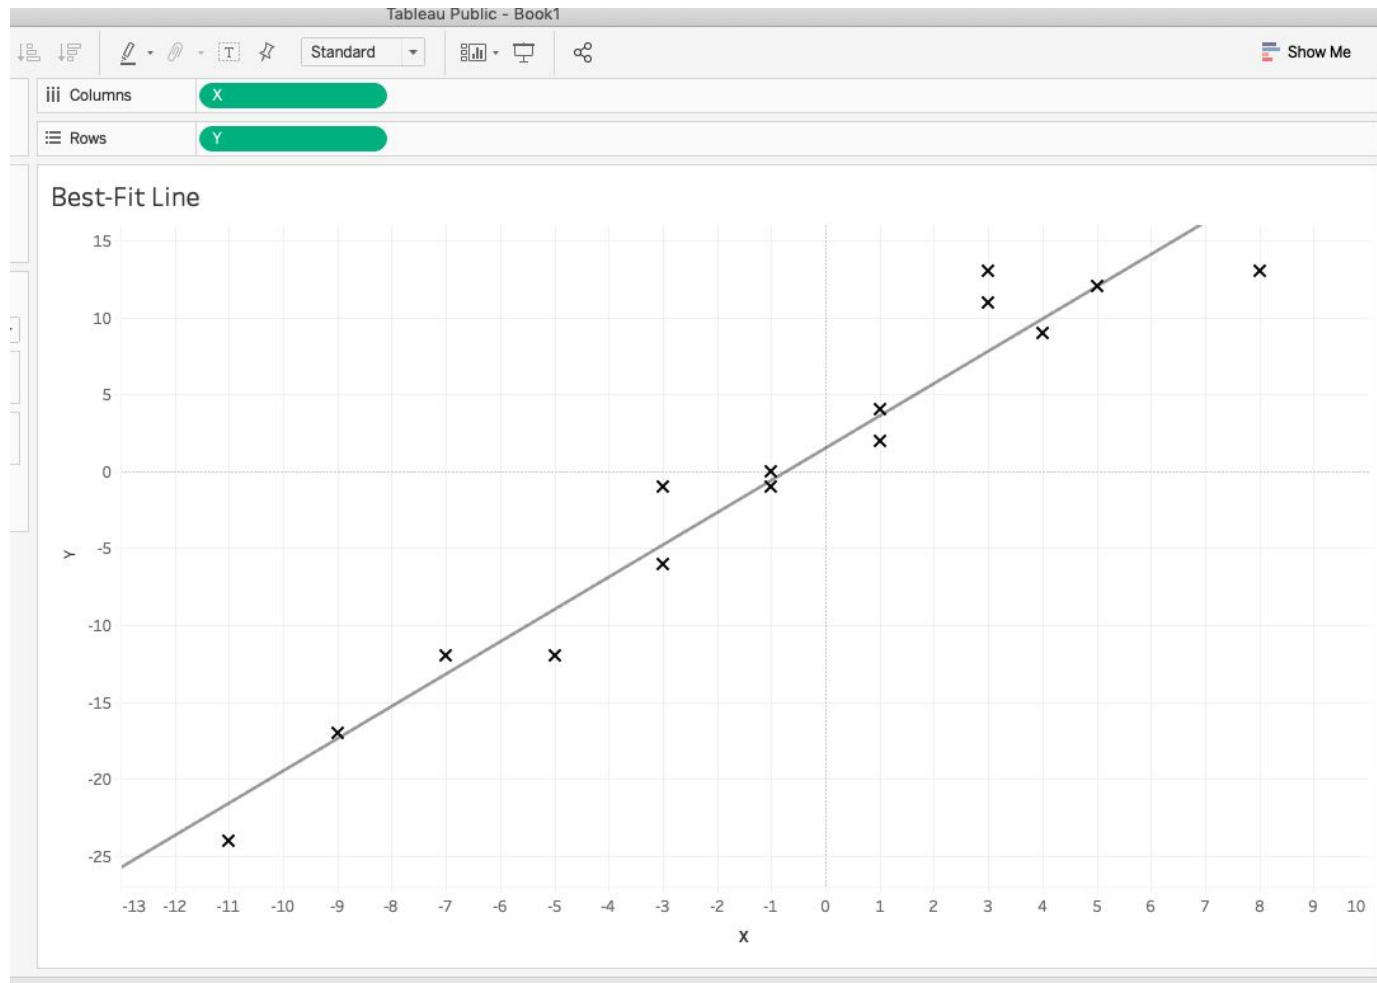 Tableau Public - Book1
T Standard Show Me
Columns X
Rows Y
Best-Fit Line
15
10
5
0
-5
-10
-15
-20
-25
Y
-13 -12 -11 -10 -9 -8 -7 -6 -5 -4 -3 -2 -1 0 1 2 3 4 5 6 7 8 9 10
X